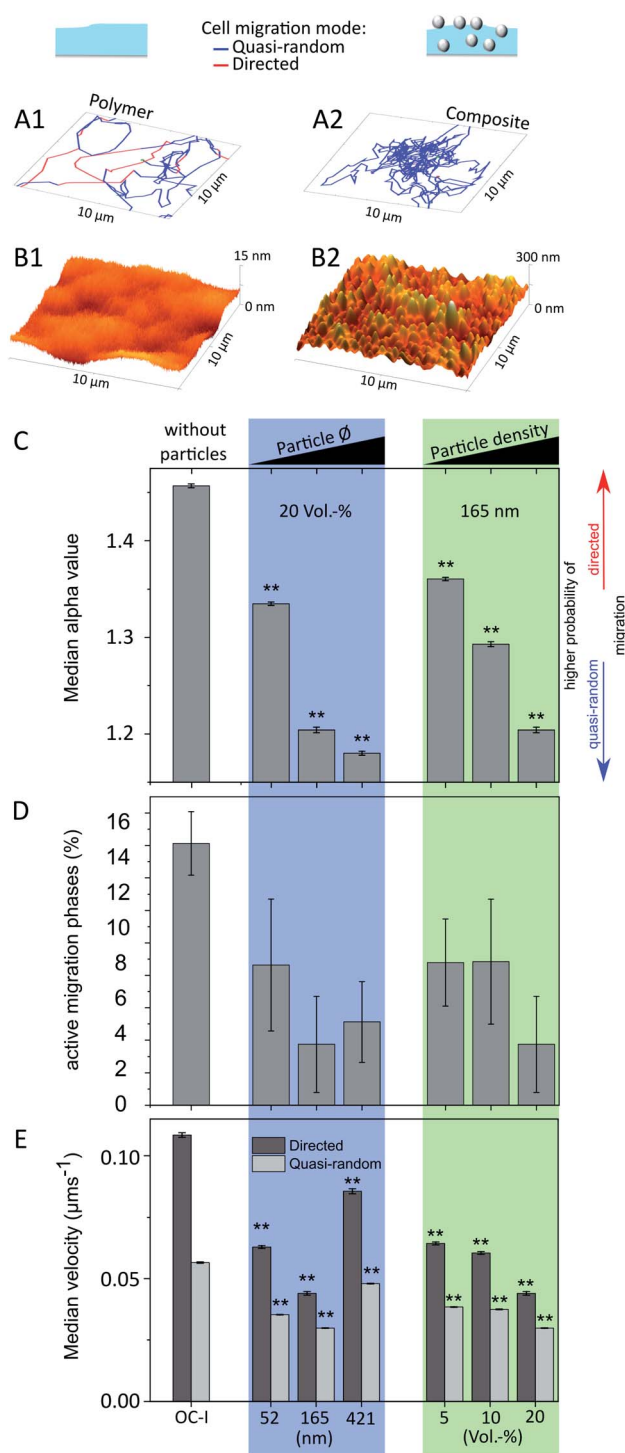 Cell migration mode:
Quasi-random
Directed
A1
Polymer
10 µm
10 µm
A2
Composite
10 µm
10 µm
B1
15 nm
0 nm
10 µm
10 µm
B2
300 nm
0 nm
10 µm
10 µm
C
without
particles
Particle Ø
Particle density
20 Vol.-%
165 nm
Median alpha value
1.4
1.3
1.2
**
**
**
**
**
**
higher probability of
directed
quasi-random
migration
D
active migration phases (%)
16
14
12
10
8
6
4
2
0
E
Median velocity (µms⁻¹)
0.10
0.05
0.00
Directed
Quasi-random
**
**
**
**
**
**
**
**
**
**
**
**
OC-I
52
165
421
(nm)
5
10
20
(Vol.-%)